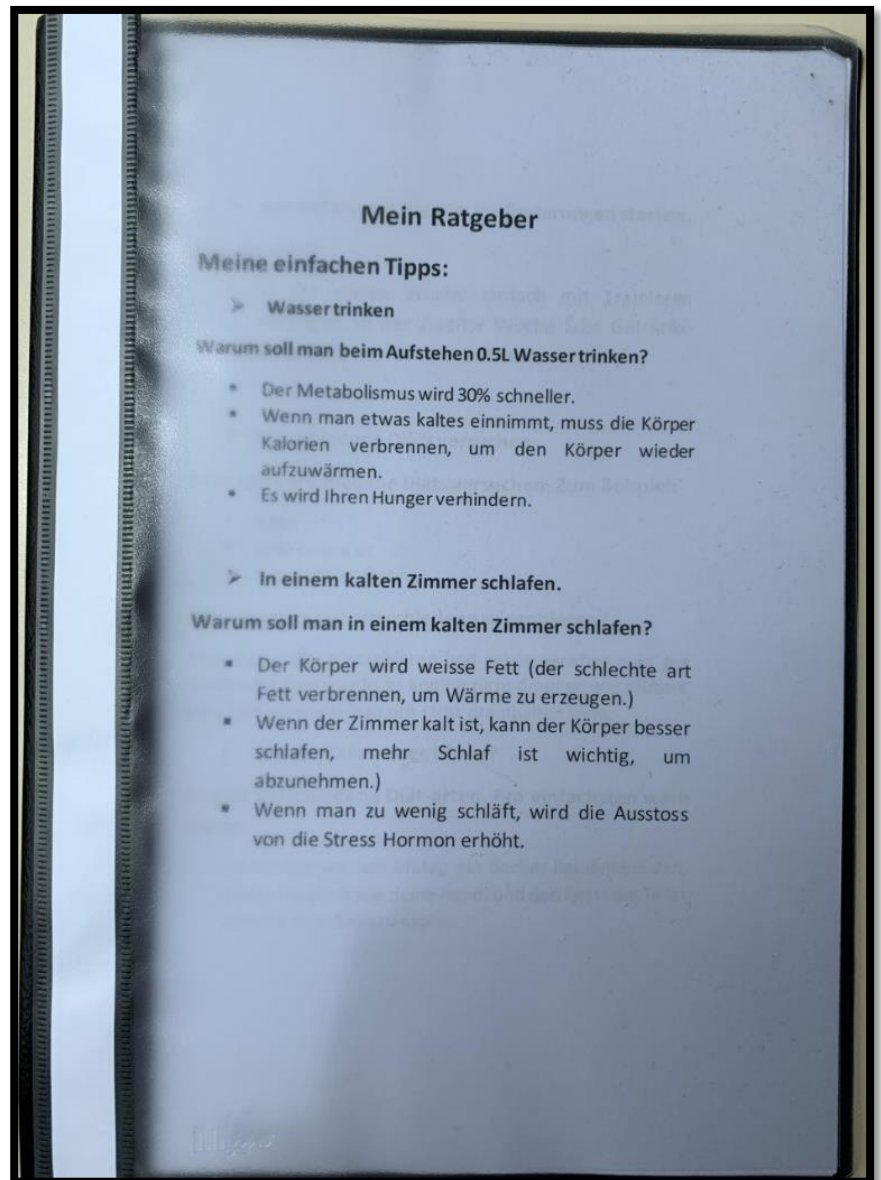 Mein Ratgeber
Meine einfachen Tipps:
➢ Wasser trinken
Warum soll man beim Aufstehen 0.5L Wasser trinken?
▪ Der Metabolismus wird 30% schneller.
▪ Wenn man etwas kaltes einnimmt, muss die Körper
Kalorien verbrennen, um den Körper wieder
aufzuwärmen.
▪ Es wird Ihren Hunger verhindern.
➢ In einem kalten Zimmer schlafen.
Warum soll man in einem kalten Zimmer schlafen?
▪ Der Körper wird weisse Fett (der schlechte art
Fett verbrennen, um Wärme zu erzeugen.)
▪ Wenn der Zimmer kalt ist, kann der Körper besser
schlafen, mehr Schlaf ist wichtig, um
abzunehmen.)
▪ Wenn man zu wenig schläft, wird die Ausstoss
von die Stress Hormon erhöht.